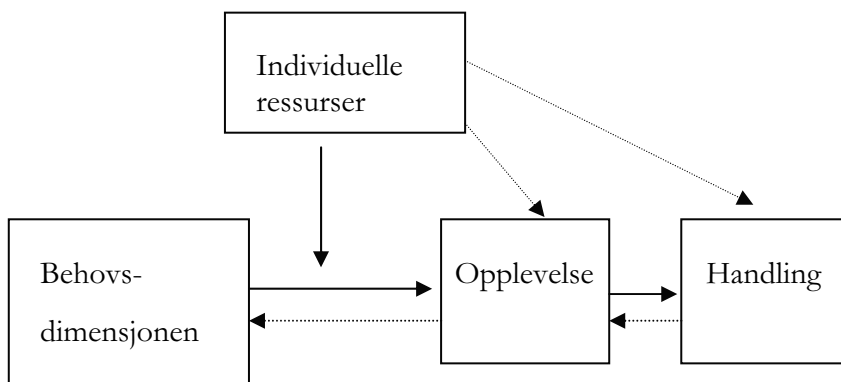 Individuelle
ressurser
Behovs-
dimensjonen
Opplevelse
Handling